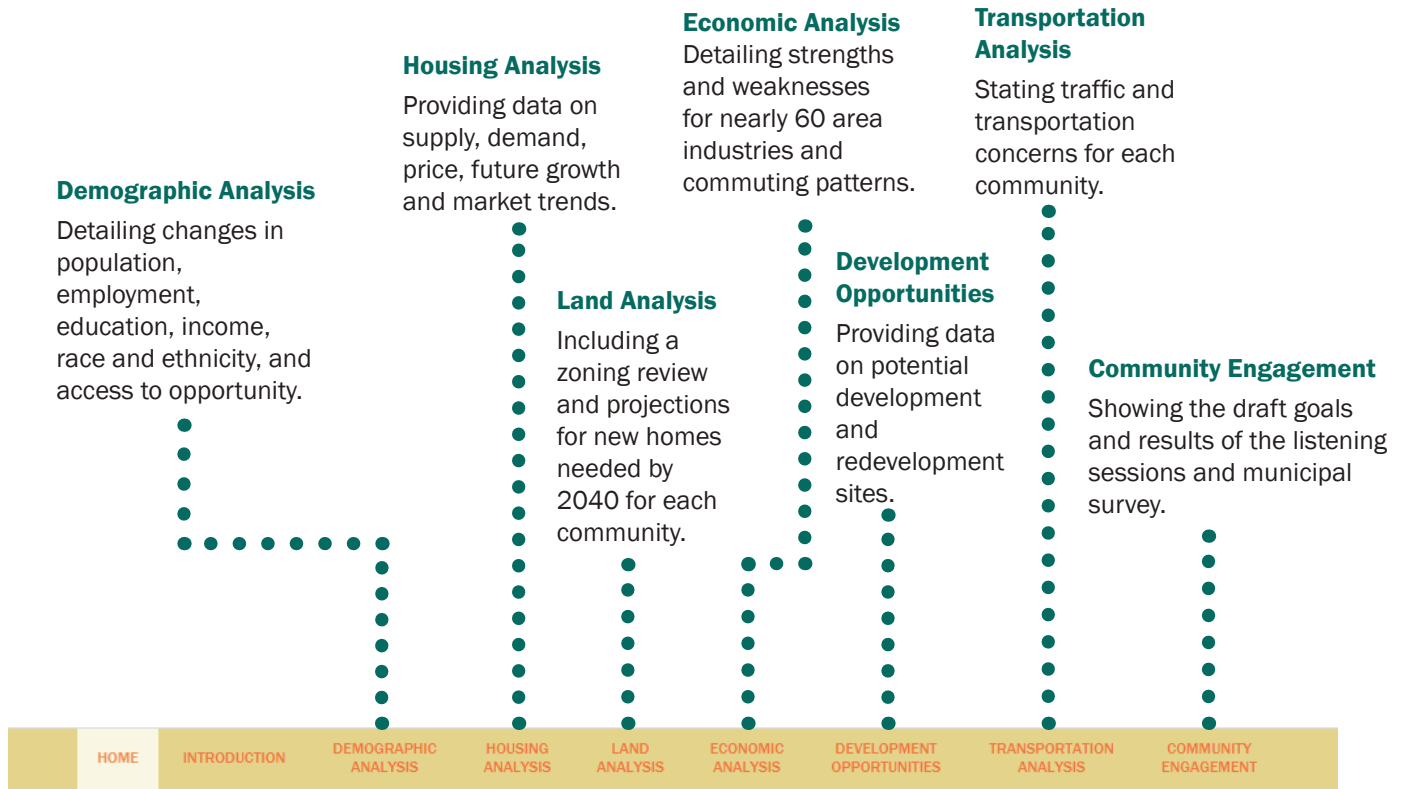 Demographic Analysis
Detailing changes in
population,
employment,
education, income,
race and ethnicity, and
access to opportunity.
Housing Analysis
Providing data on
supply, demand,
price, future growth
and market trends.
Land Analysis
Including a
zoning review
and projections
for new homes
needed by
2040 for each
community.
Economic Analysis
Detailing strengths
and weaknesses
for nearly 60 area
industries and
commuting patterns.
Development
Opportunities
Providing data
on potential
development
and
redevelopment
sites.
Transportation
Analysis
Stating traffic and
transportation
concerns for each
community.
Community Engagement
Showing the draft goals
and results of the listening
sessions and municipal
survey.
HOME
INTRODUCTION
DEMOGRAPHIC
ANALYSIS
HOUSING
ANALYSIS
LAND
ANALYSIS
ECONOMIC
ANALYSIS
DEVELOPMENT
OPPORTUNITIES
TRANSPORTATION
ANALYSIS
COMMUNITY
ENGAGEMENT